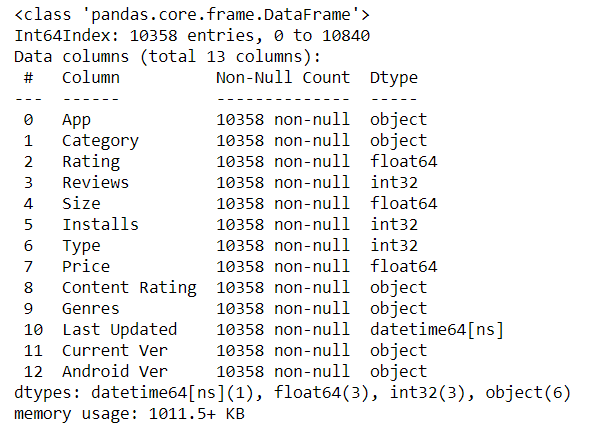 <class 'pandas.core.frame.DataFrame'>
Int64Index: 10358 entries, 0 to 10840
Data columns (total 13 columns):
 #   Column          Non-Null Count  Dtype
---  ------          --------------  -----
 0   App             10358 non-null  object
 1   Category        10358 non-null  object
 2   Rating          10358 non-null  float64
 3   Reviews         10358 non-null  int32
 4   Size            10358 non-null  float64
 5   Installs        10358 non-null  int32
 6   Type            10358 non-null  int32
 7   Price           10358 non-null  float64
 8   Content Rating  10358 non-null  object
 9   Genres          10358 non-null  object
 10  Last Updated    10358 non-null  datetime64[ns]
 11  Current Ver     10358 non-null  object
 12  Android Ver     10358 non-null  object
dtypes: datetime64[ns](1), float64(3), int32(3), object(6)
memory usage: 1011.5+ KB